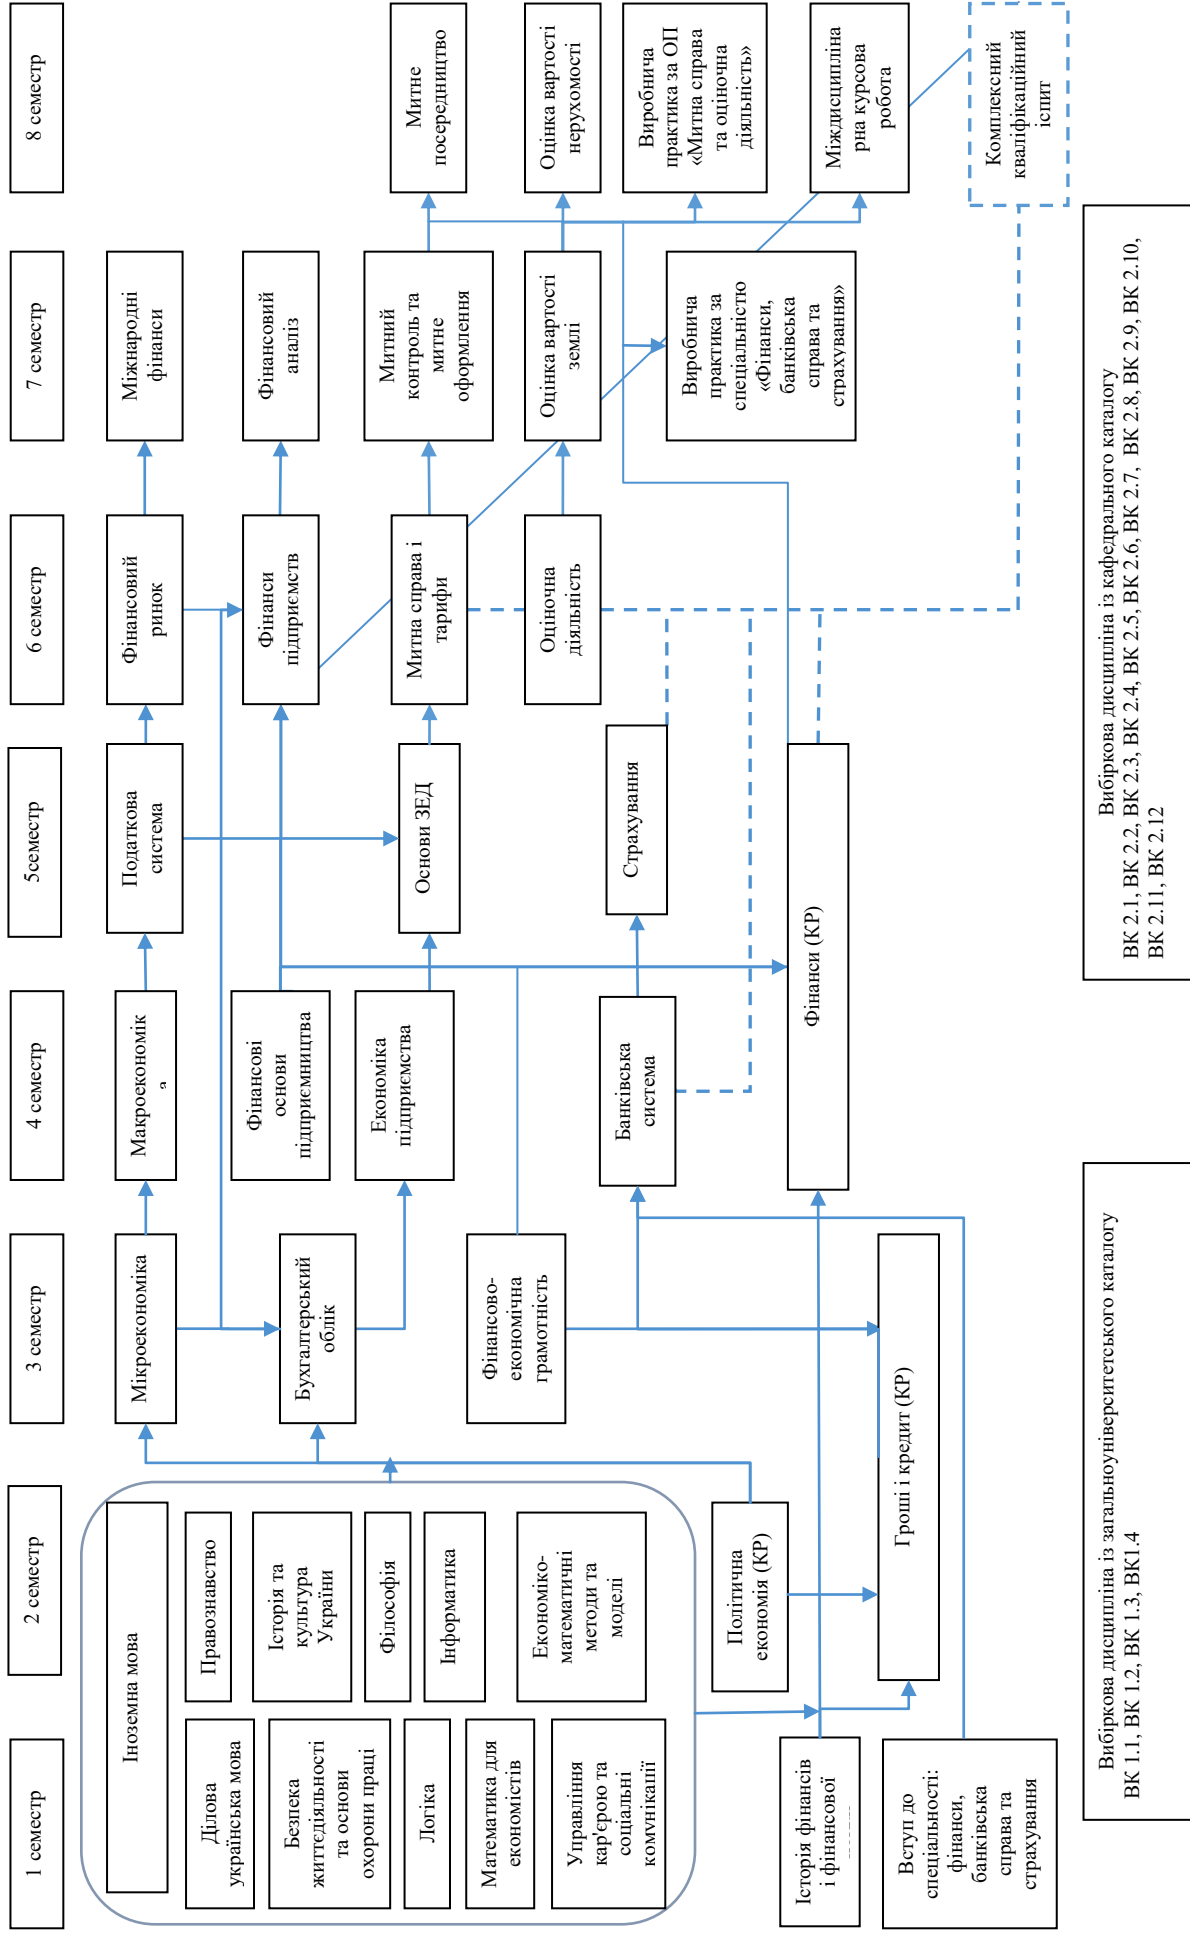 1 семестр
2 семестр
3 семестр
4 семестр
5семестр
6 семестр
7 семестр
8 семестр
Іноземна мова
Ділова
українська мова
Правознавство
Безпека
життєдіяльності
та основи
охорони праці
Історія та
культура
України
Логіка
Філософія
Математика для
економістів
Інформатика
Управління
кар'єрою та
соціальні
комунікації
Економіко-
математичні
методи та
моделі
Історія фінансів
і фінансової
Вступ до
спеціальності:
фінанси,
банківська
справа та
страхування
Політична
економія (КР)
Мікроекономіка
Бухгалтерський
облік
Фінансово-
економічна
грамотність
Гроші і кредит (КР)
Макроекономік
а
Фінансові
основи
підприємництва
Економіка
підприємства
Банківська
система
Фінанси (КР)
Податкова
система
Основи ЗЕД
Страхування
Фінансовий
ринок
Фінанси
підприємств
Митна справа і
тарифи
Оціночна
діяльність
Міжнародні
фінанси
Фінансовий
аналіз
Митний
контроль та
митне
оформлення
Оцінка вартості
землі
Виробнича
практика за
спеціальністю
«Фінанси,
банківська
справа та
страхування»
Митне
посередництво
Оцінка вартості
нерухомості
Виробнича
практика за ОП
«Митна справа
та оціночна
діяльність»
Міждисципліна
рна курсова
робота
Комплексний
кваліфікаційний
іспит
Вибіркова дисципліна із загальноуніверситетського каталогу
ВК 1.1, ВК 1.2, ВК 1.3, ВК1.4
Вибіркова дисципліна із кафедрального каталогу
ВК 2.1, ВК 2.2, ВК 2.3, ВК 2.4, ВК 2.5, ВК 2.6, ВК 2.7, ВК 2.8, ВК 2.9, ВК 2.10,
ВК 2.11, ВК 2.12